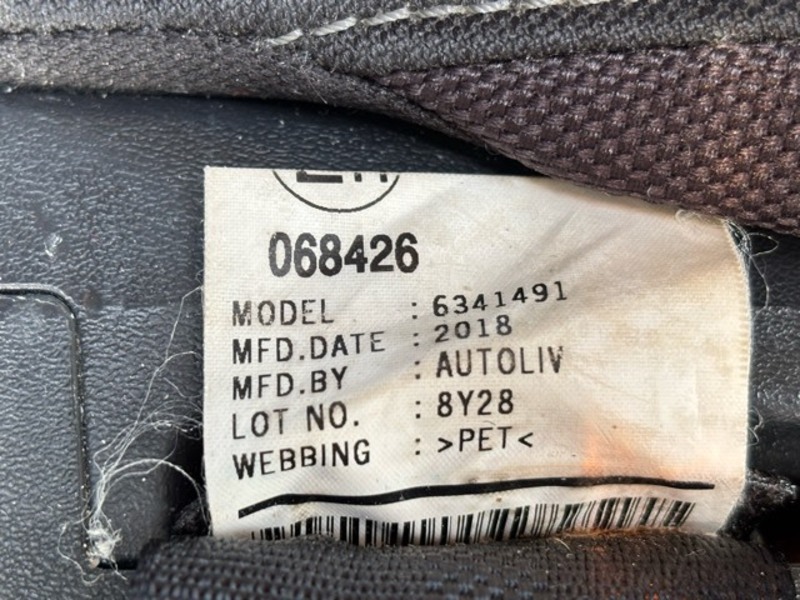 068426
MODEL : 6341491
MFD.DATE : 2018
MFD.BY : AUTOLIV
LOT NO. : 8Y28
WEBBING : >PET<